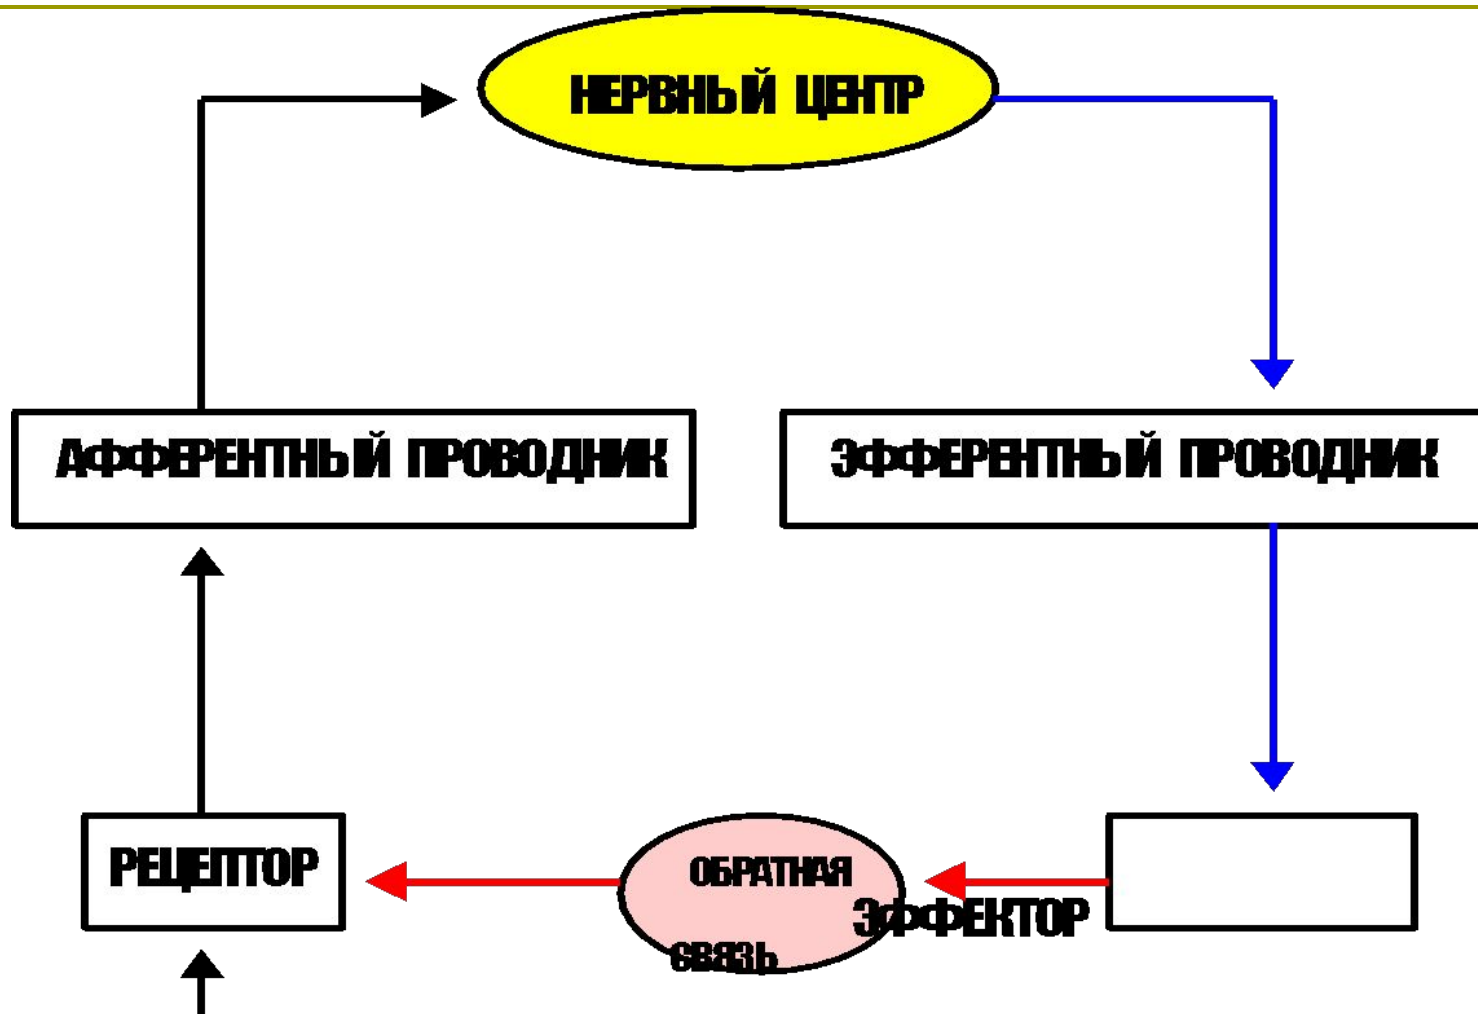 НЕРВНЫЙ ЦЕНТР
АФФЕРЕНТНЫЙ ПРОВОДНИК
ЭФФЕРЕНТНЫЙ ПРОВОДНИК
РЕЦЕПТОР
ОБРАТНАЯ
СВЯЗЬ
ЭФФЕКТОР